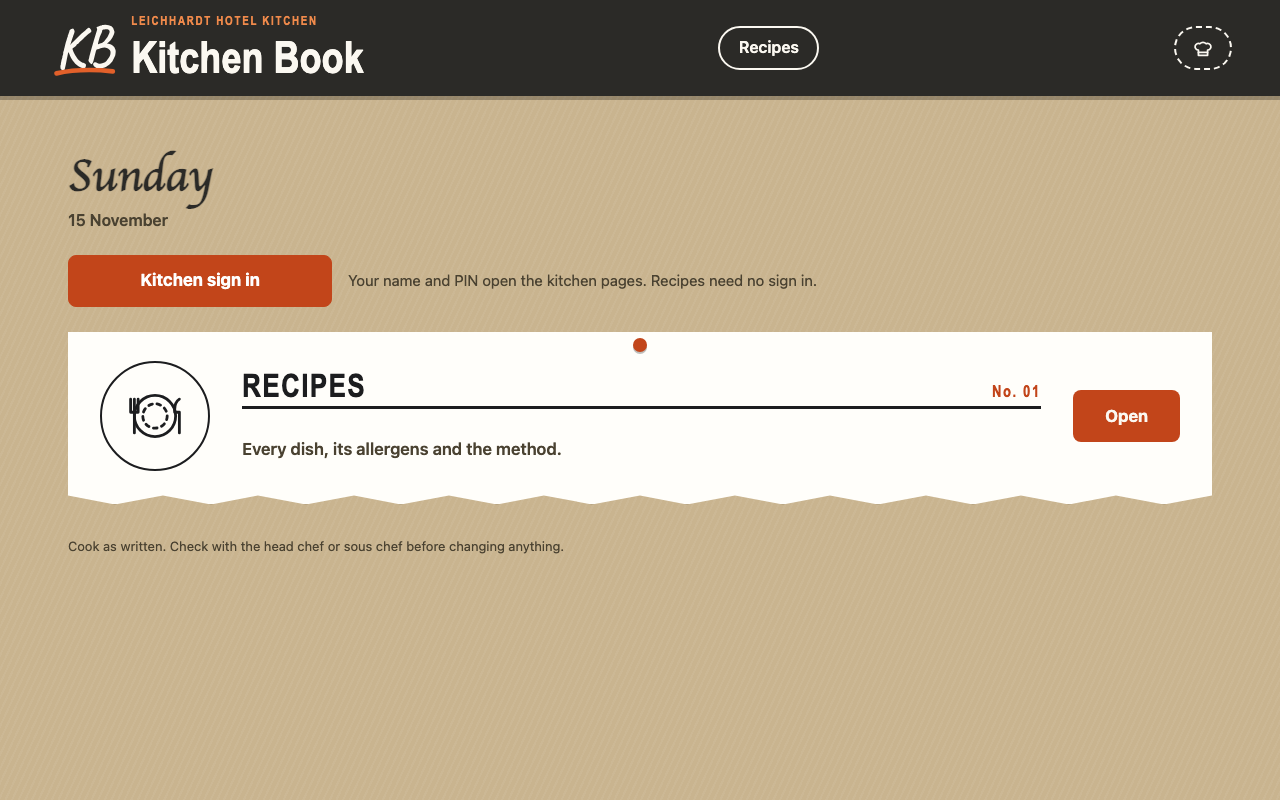 KB
LEICHHARDT HOTEL KITCHEN
Kitchen Book
Recipes
Sunday
15 November
Kitchen sign in
Your name and PIN open the kitchen pages. Recipes need no sign in.
RECIPES
No. 01
Every dish, its allergens and the method.
Open
Cook as written. Check with the head chef or sous chef before changing anything.